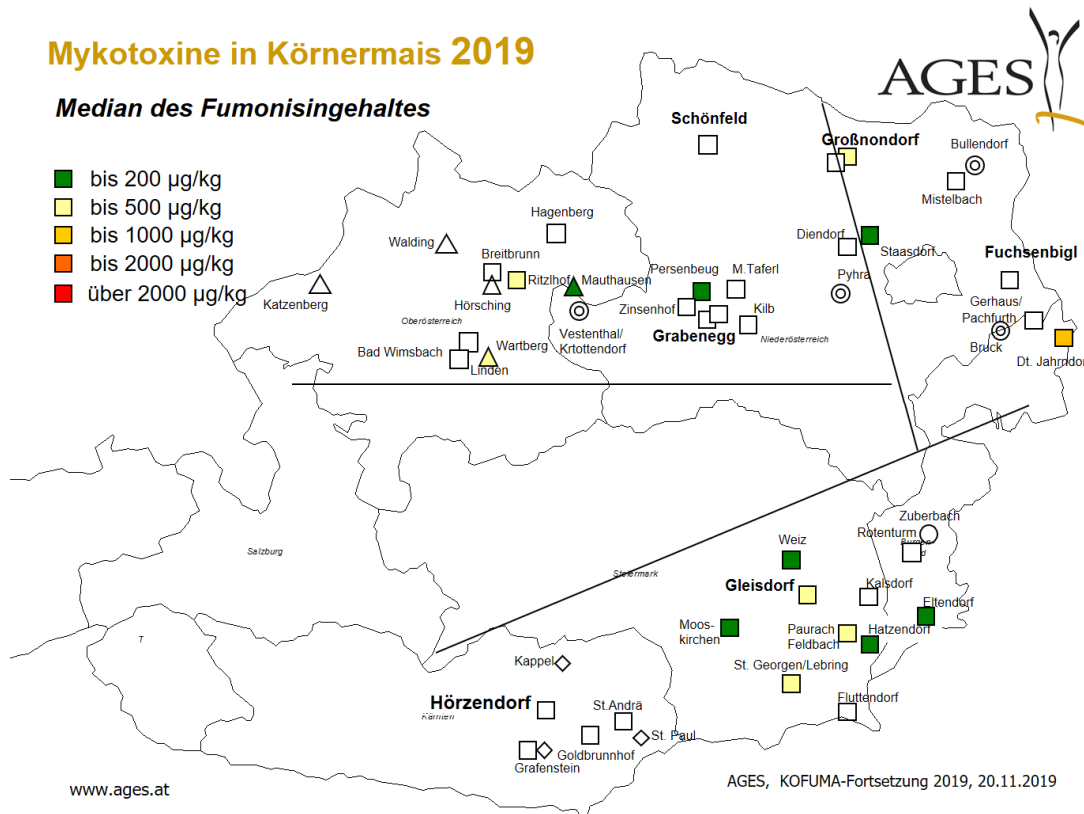 Mykotoxine in Körnermais 2019
AGES
Median des Fumonisingehaltes
bis 200 µg/kg
bis 500 µg/kg
bis 1000 µg/kg
bis 2000 µg/kg
über 2000 µg/kg
Schönfeld
Großnondorf
Bullendorf
Mistelbach
Hagenberg
Walding
Breitbrunn
Diendorf
Staasdorf
Fuchsenbigl
Katzenberg
Hörsching
Ritzlhof
Mauthausen
Persenbeug
M.Taferl
Pyhra
Zinsenhof
Kilb
Gerhaus/
Pachfurth
Oberösterreich
Vestenthal/
Krtottendorf
Grabenegg
Niederösterreich
Bruck
Bad Wimsbach
Wartberg
Linden
Dt. Jahrndorf
Zuberbach
Rotenturm
Salzburg
Weiz
Steiermark
Gleisdorf
Kalsdorf
Eltendorf
T
Moos-
kirchen
Paurach
Feldbach
Hatzendorf
Kappel
St. Georgen/Lebring
Hörzendorf
Kärnten
St.Andrä
Fluttendorf
St. Paul
Goldbrunnhof
Grafenstein
www.ages.at
AGES, KOFUMA-Fortsetzung 2019, 20.11.2019